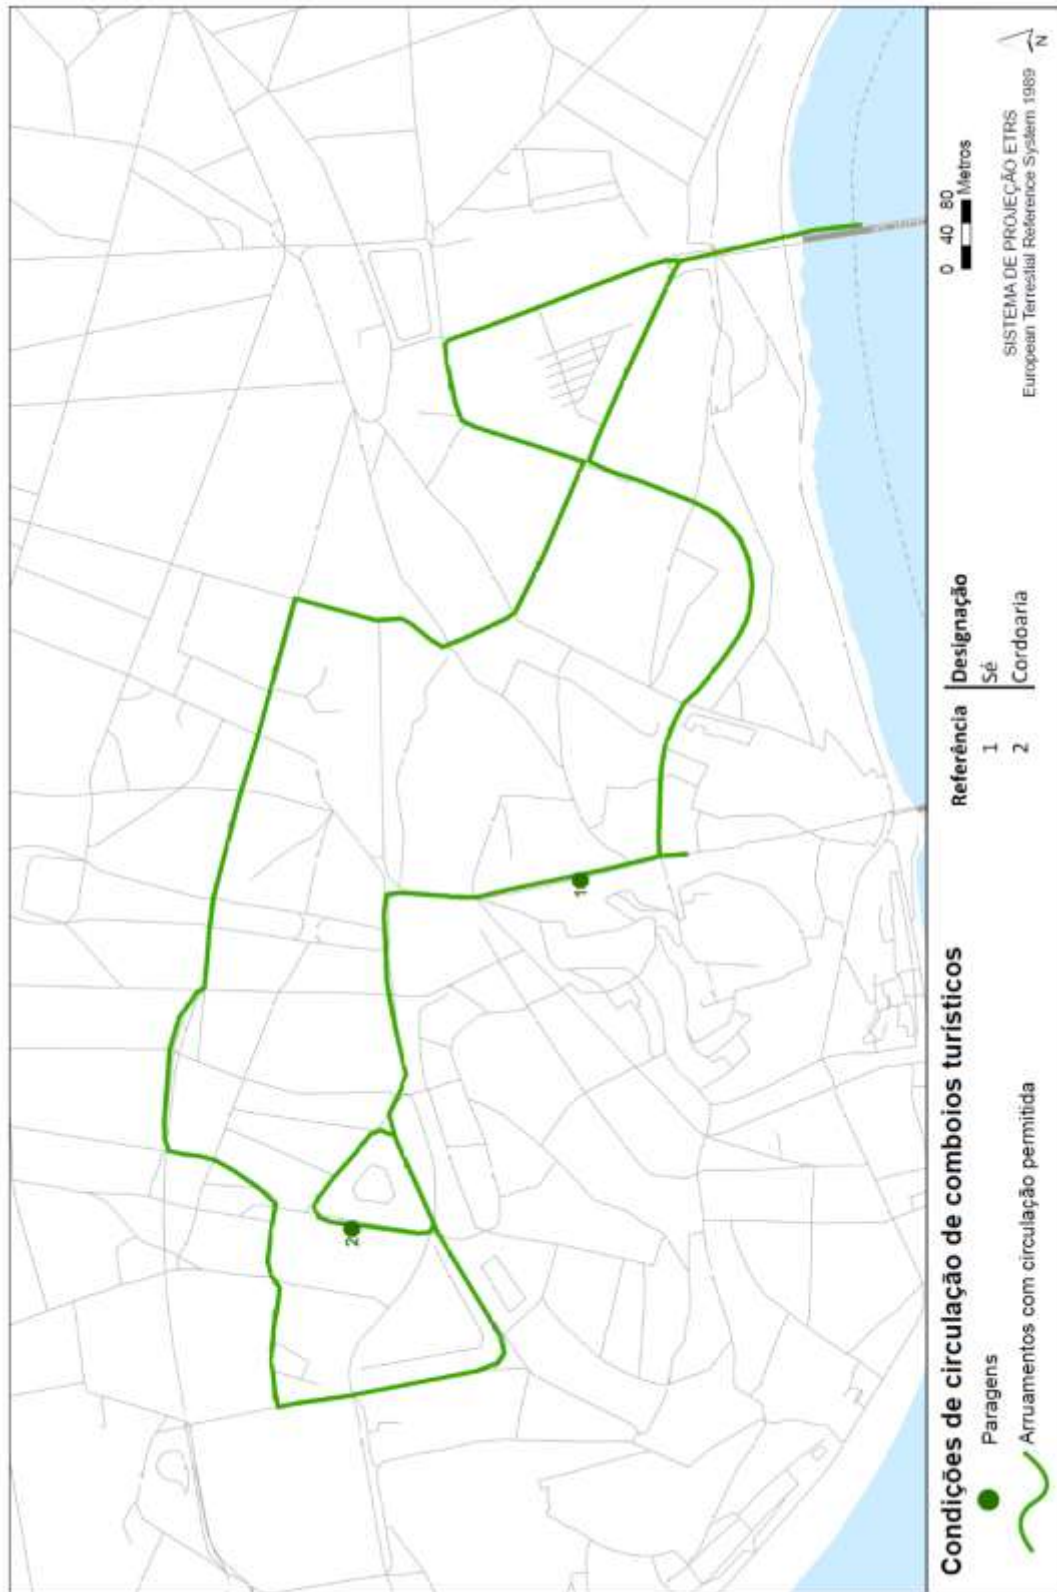 1
2
Condições de circulação de comboios turísticos
Paragens
Arruamentos com circulação permitida
Referência Designação
1 Sé
2 Cordoaria
0 40 80
Metros
SISTEMA DE PROJEÇÃO ETRS
European Terrestrial Reference System 1989
N